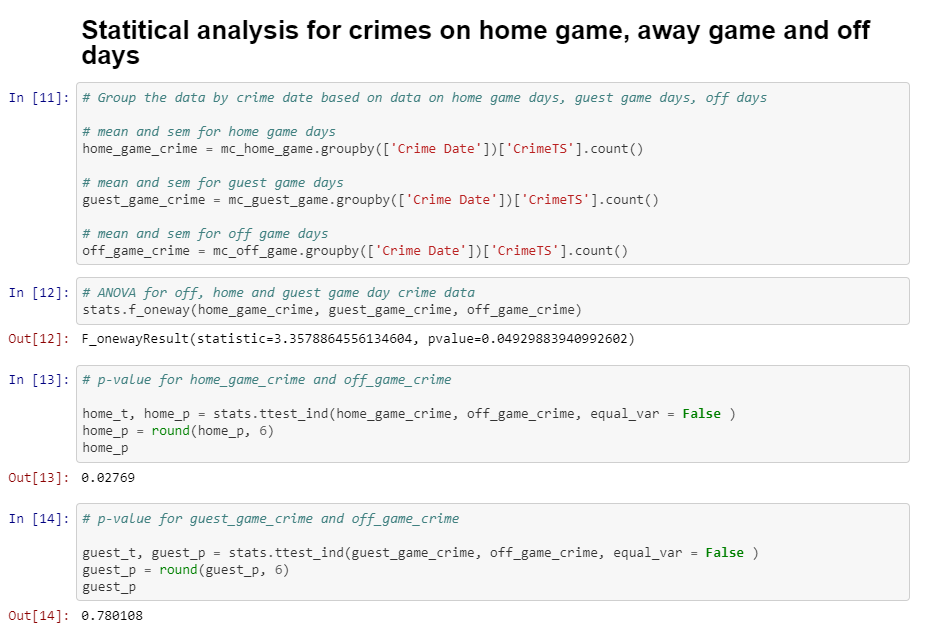 Statitical analysis for crimes on home game, away game and off
days
In [11]:
# Group the data by crime date based on data on home game days, guest game days, off days
# mean and sem for home game days
home_game_crime = mc_home_game.groupby(['Crime Date'])['CrimeTS'].count()
# mean and sem for guest game days
guest_game_crime = mc_guest_game.groupby(['Crime Date'])['CrimeTS'].count()
# mean and sem for off game days
off_game_crime = mc_off_game.groupby(['Crime Date'])['CrimeTS'].count()
In [12]:
# ANOVA for off, home and guest game day crime data
stats.f_oneway(home_game_crime, guest_game_crime, off_game_crime)
Out[12]: F_onewayResult(statistic=3.3578864556134604, pvalue=0.04929883940992602)
In [13]:
# p-value for home_game_crime and off_game_crime
home_t, home_p = stats.ttest_ind(home_game_crime, off_game_crime, equal_var = False )
home_p = round(home_p, 6)
home_p
Out[13]: 0.02769
In [14]:
# p-value for guest_game_crime and off_game_crime
guest_t, guest_p = stats.ttest_ind(guest_game_crime, off_game_crime, equal_var = False )
guest_p = round(guest_p, 6)
guest_p
Out[14]: 0.780108